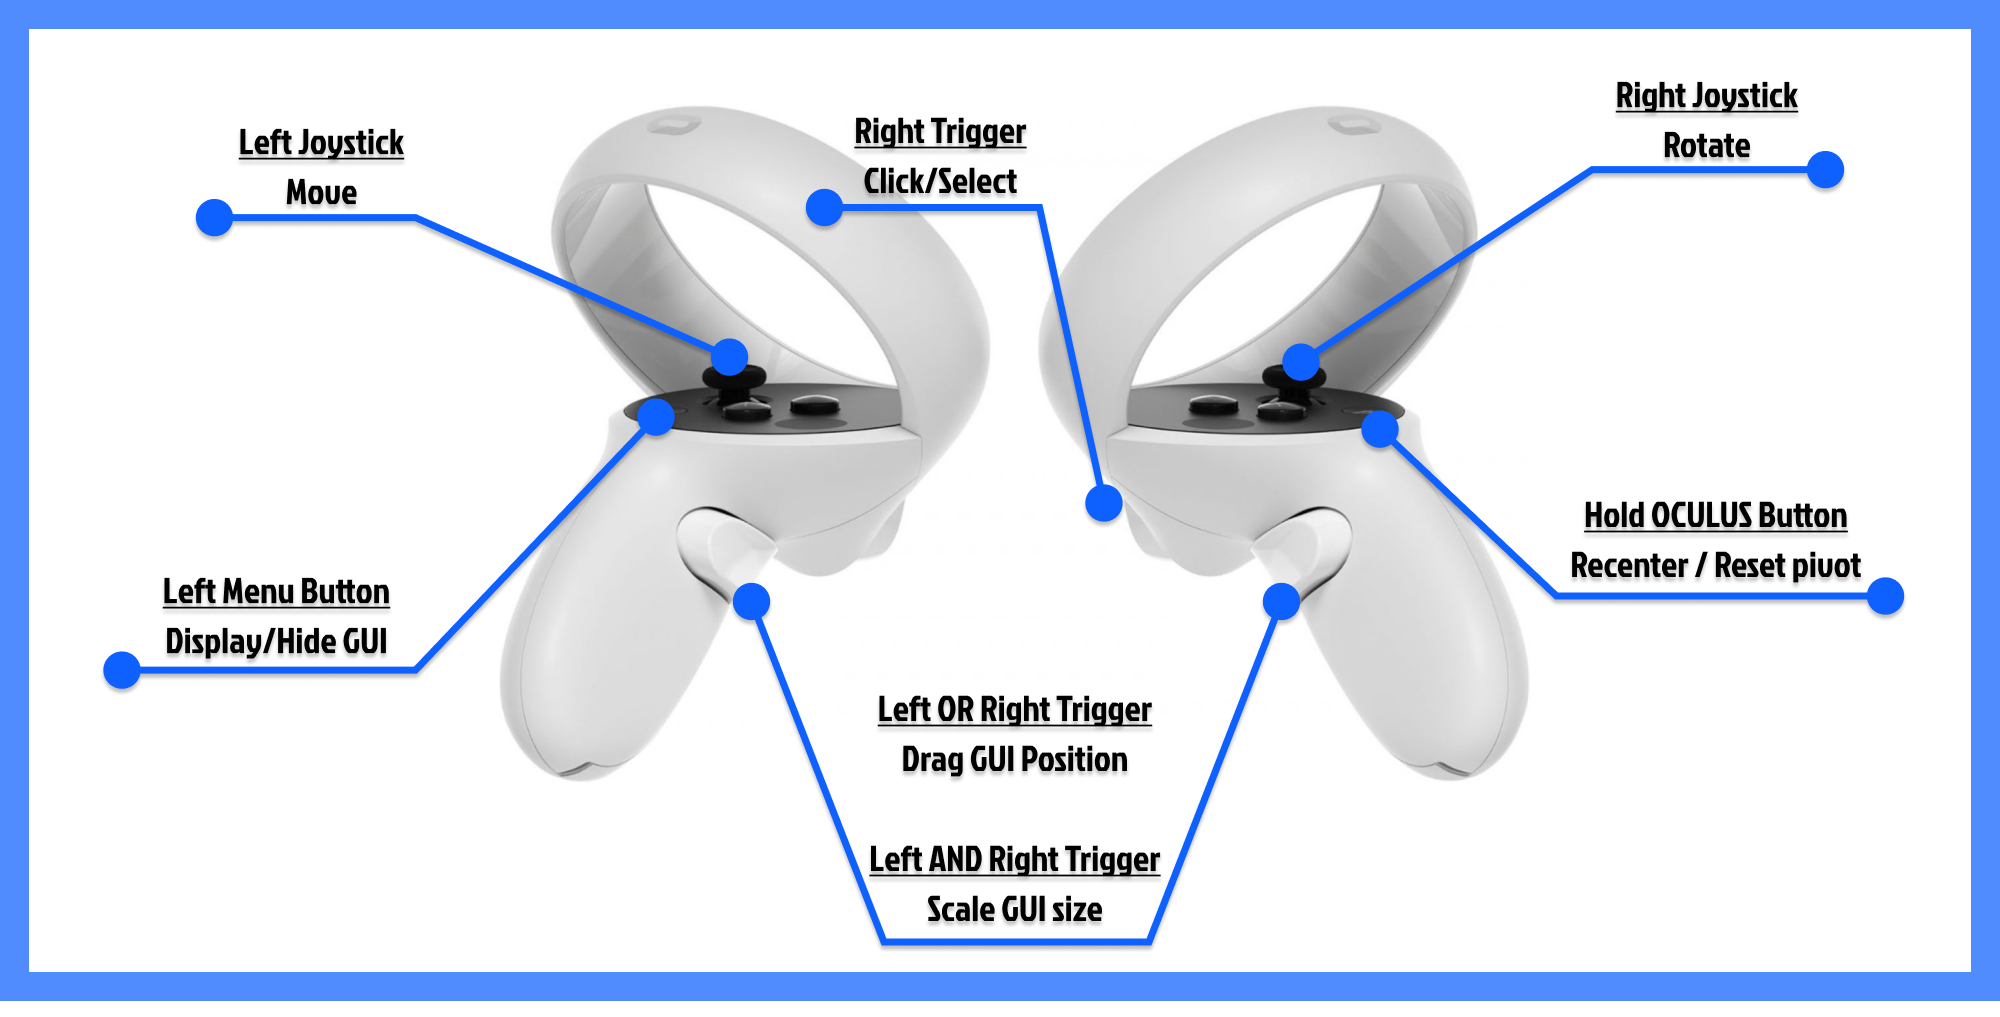 Left Joystick
Move
Right Trigger
Click/Select
Right Joystick
Rotate
Left Menu Button
Display/Hide GUI
Hold OCULUS Button
Recenter / Reset pivot
Left OR Right Trigger
Drag GUI Position
Left AND Right Trigger
Scale GUI size